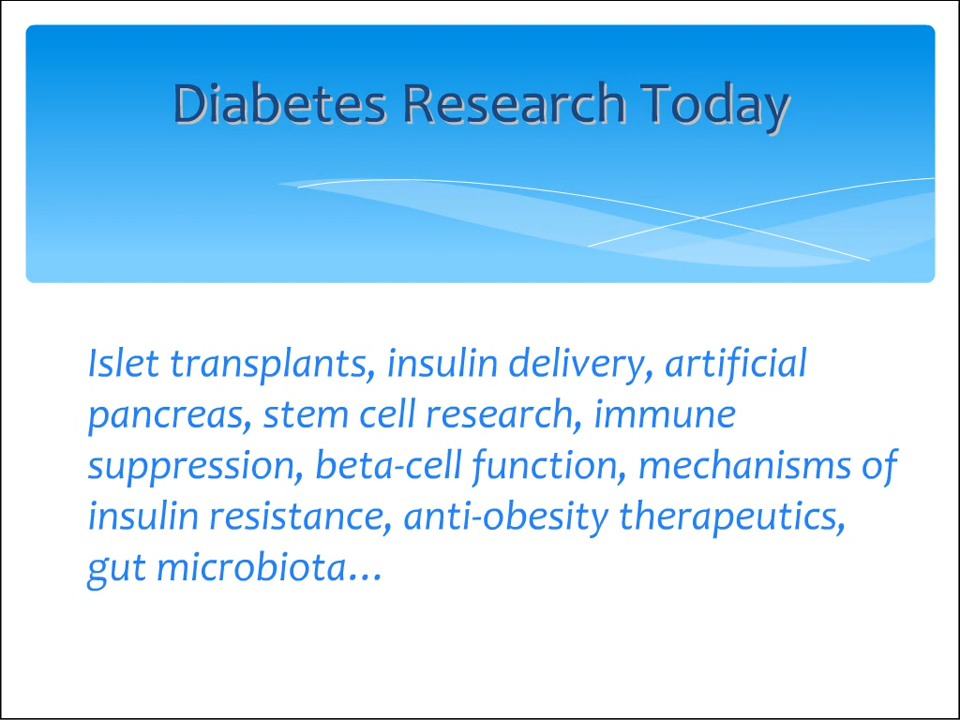 Diabetes Research Today
Islet transplants, insulin delivery, artificial
pancreas, stem cell research, immune
suppression, beta-cell function, mechanisms of
insulin resistance, anti-obesity therapeutics,
gut microbiota…